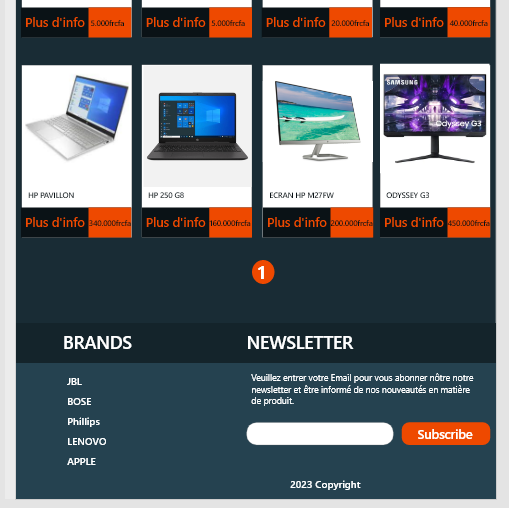 Plus d'info 5.000frcfa Plus d'info 5.000frcfa Plus d'info 20.000frcfa Plus d'info 40.000frcfa
SAMSUNG
Odyssey G3
HP PAVILLON HP 250 G8 ECRAN HP M27FW ODYSSEY G3
Plus d'info 340.000frcfa Plus d'info 160.000frcfa Plus d'info 200.000frcfa Plus d'info 450.000frcfa
1
BRANDS NEWSLETTER
JBL
BOSE
Phillips
LENOVO
APPLE
Veuillez entrer votre Email pour vous abonner nôtre notre
newsletter et être informé de nos nouveautés en matière
de produit.
Subscribe
2023 Copyright